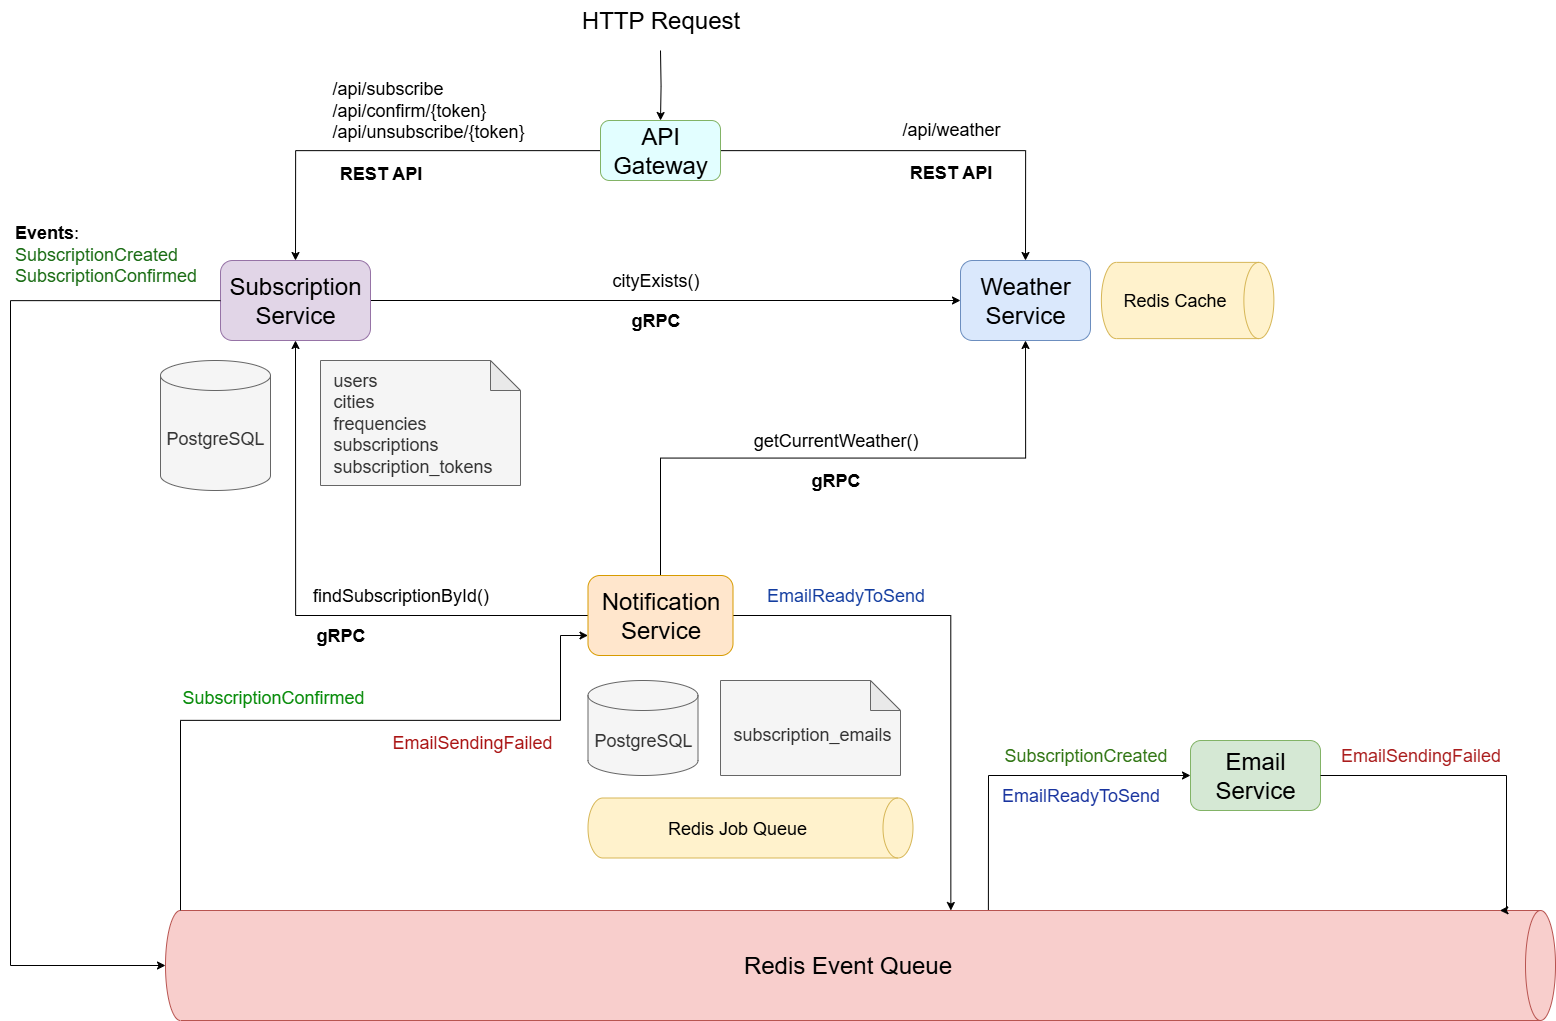 HTTP Request
/api/subscribe
/api/confirm/{token}
/api/unsubscribe/{token}
REST API
API
Gateway
/api/weather
REST API
Events:
SubscriptionCreated
SubscriptionConfirmed
Subscription
Service
cityExists()
gRPC
Weather
Service
Redis Cache
PostgreSQL
users
cities
frequencies
subscriptions
subscription_tokens
getCurrentWeather()
gRPC
findSubscriptionById()
gRPC
Notification
Service
EmailReadyToSend
SubscriptionConfirmed
EmailSendingFailed
PostgreSQL
subscription_emails
Redis Job Queue
SubscriptionCreated
EmailReadyToSend
Email
Service
EmailSendingFailed
Redis Event Queue